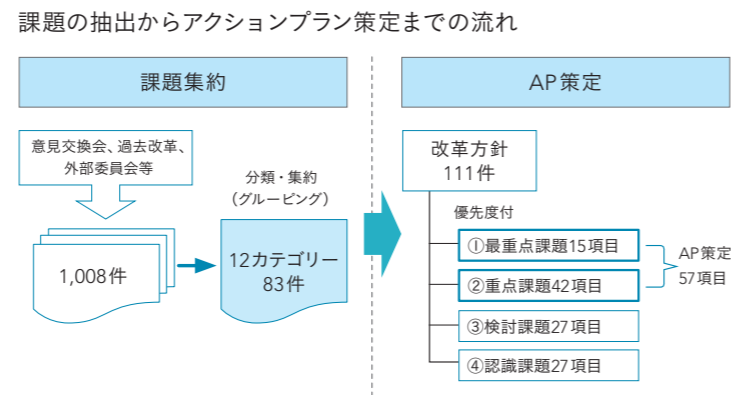 課題の抽出からアクションプラン策定までの流れ
課題集約
意見交換会、過去改革、
外部委員会等
1,008件
分類・集約
（グルーピング）
12カテゴリー
83件
AP策定
改革方針
111件
優先度付
①最重点課題15項目
②重点課題42項目
③検討課題27項目
④認識課題27項目
AP策定
57項目